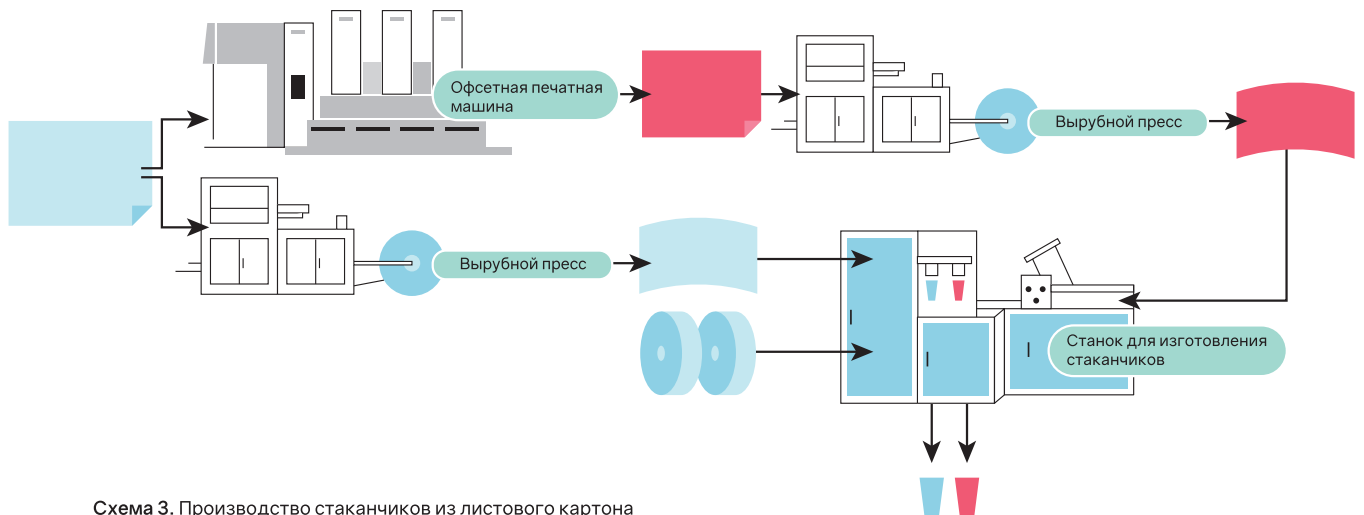 Офсетная печатная
машина
Вырубной пресс
Вырубной пресс
Станок для изготовления
стаканчиков
Схема 3. Производство стаканчиков из листового картона